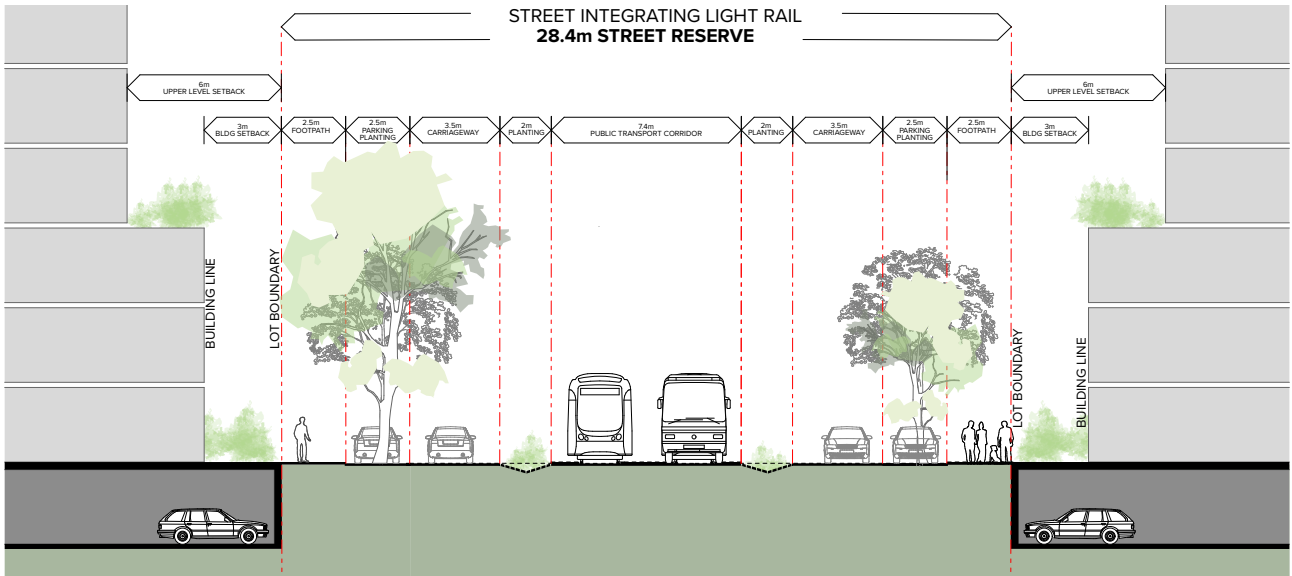 STREET INTEGRATING LIGHT RAIL
28.4m STREET RESERVE
6m
UPPER LEVEL SETBACK
6m
UPPER LEVEL SETBACK
3m
BLDG SETBACK
2.5m
FOOTPATH
2.5m
PARKING
PLANTING
3.5m
CARRIAGEWAY
2m
PLANTING
7.4m
PUBLIC TRANSPORT CORRIDOR
2m
PLANTING
3.5m
CARRIAGEWAY
2.5m
PARKING
PLANTING
2.5m
FOOTPATH
3m
BLDG SETBACK
BUILDING LINE
LOT BOUNDARY
LOT BOUNDARY
BUILDING LINE